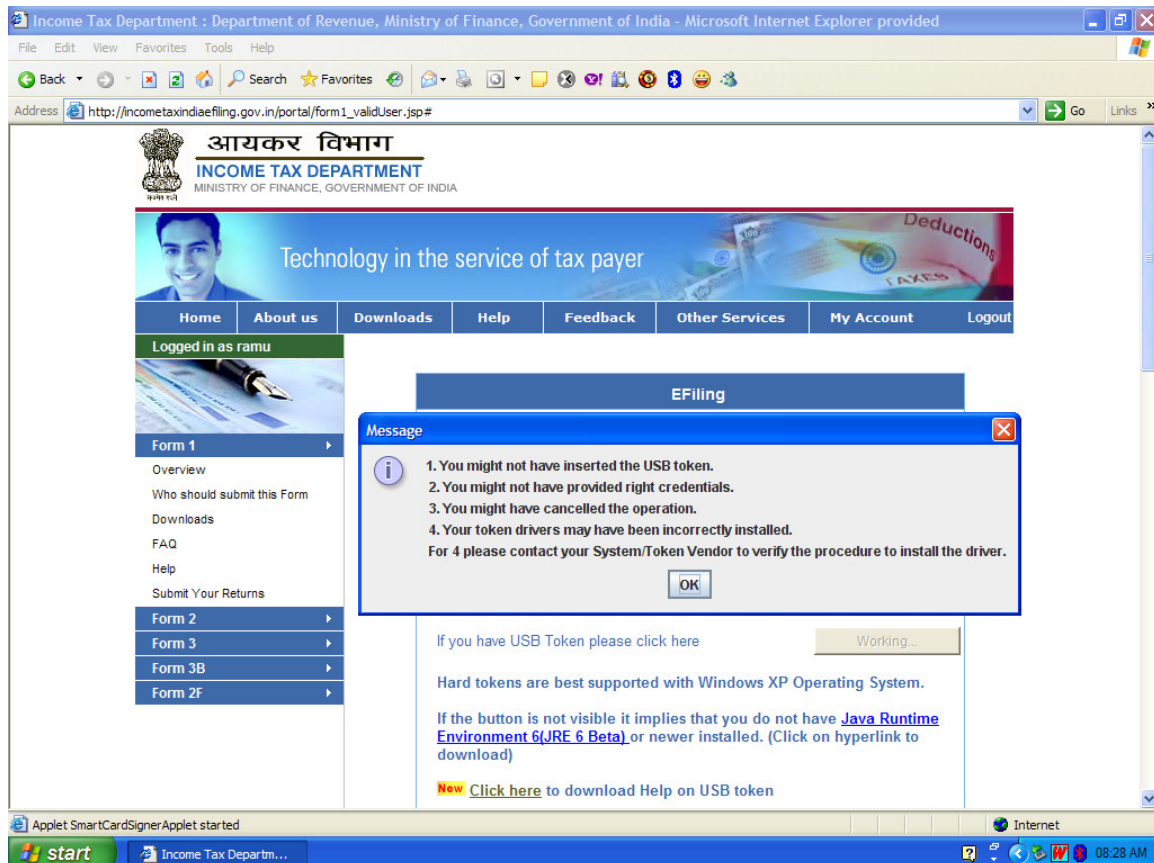 Income Tax Department : Department of Revenue, Ministry of Finance, Government of India - Microsoft Internet Explorer provided
File Edit View Favorites Tools Help
Back Search Favorites
Address http://incometaxindiaefiling.gov.in/portal/form1_validUser.jsp# Go Links »
आयकर विभाग
INCOME TAX DEPARTMENT
MINISTRY OF FINANCE, GOVERNMENT OF INDIA
Technology in the service of tax payer
Deductions
TAXES
Home About us Downloads Help Feedback Other Services My Account Logout
Logged in as ramu
EFiling
Message
1. You might not have inserted the USB token.
2. You might not have provided right credentials.
3. You might have cancelled the operation.
4. Your token drivers may have been incorrectly installed.
For 4 please contact your System/Token Vendor to verify the procedure to install the driver.
OK
Form 1
Overview
Who should submit this Form
Downloads
FAQ
Help
Submit Your Returns
Form 2
Form 3
Form 3B
Form 2F
If you have USB Token please click here Working...
Hard tokens are best supported with Windows XP Operating System.
If the button is not visible it implies that you do not have Java Runtime
Environment 6(JRE 6 Beta) or newer installed. (Click on hyperlink to
download)
New Click here to download Help on USB token
Applet SmartCardSignerApplet started Internet
start Income Tax Departm... 08:28 AM